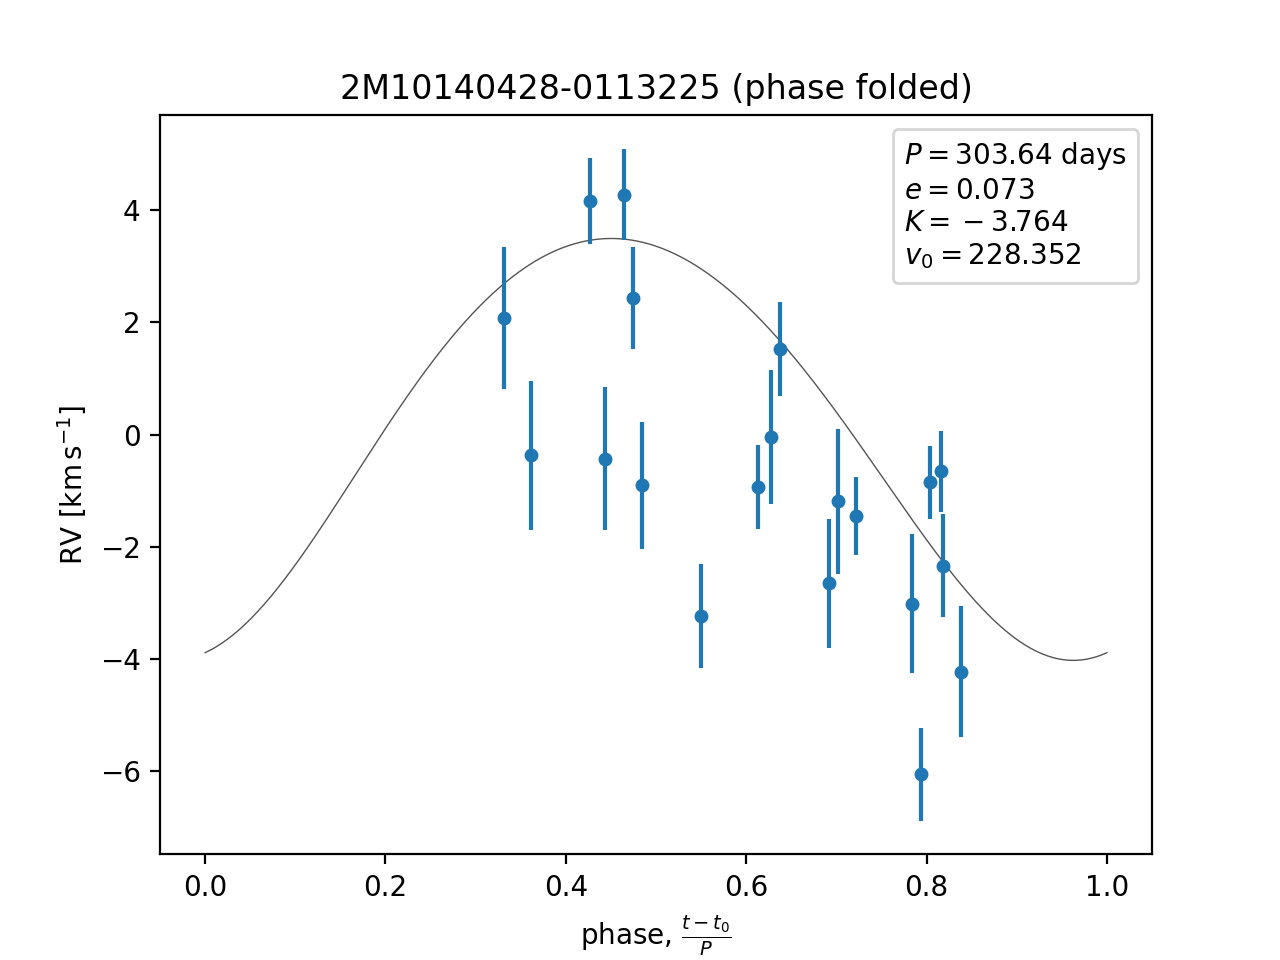 2M10140428-0113225 (phase folded)
P = 303.64 days
e = 0.073
K = −3.764
v₀ = 228.352
RV [km s⁻¹]
4
2
0
−2
−4
−6
0.0 0.2 0.4 0.6 0.8 1.0
phase, (t − t₀)/P